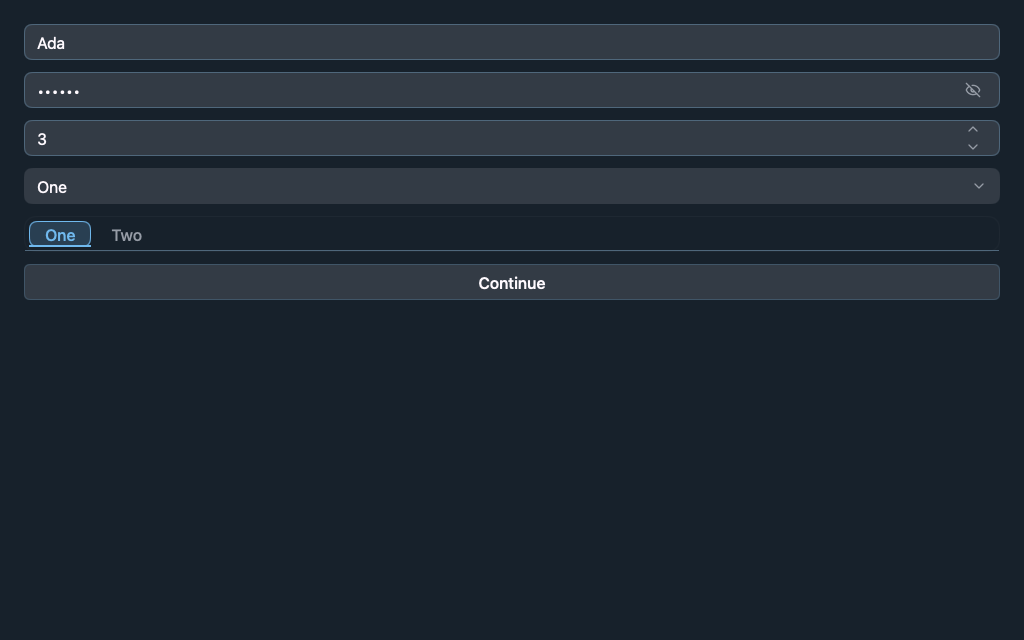 Ada
••••••
3
One
One Two
Continue